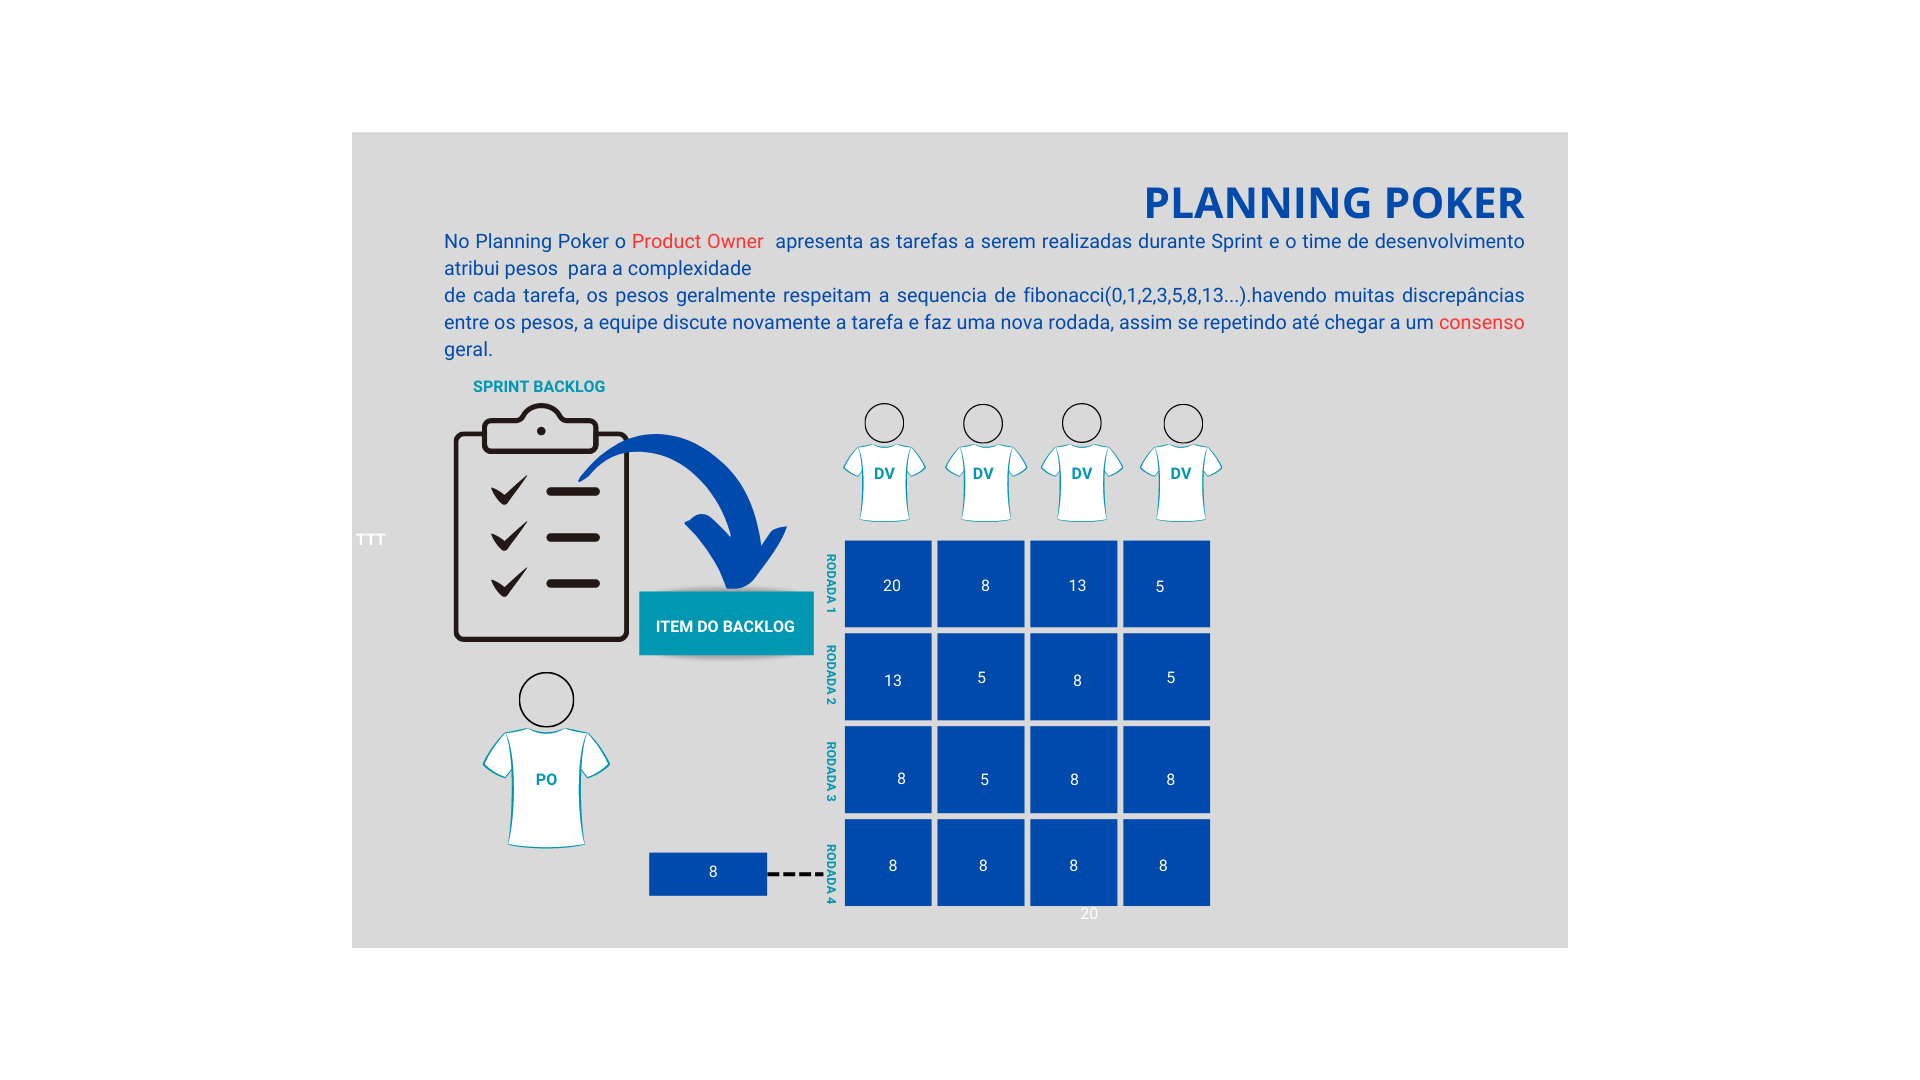 PLANNING POKER
No Planning Poker o Product Owner  apresenta as tarefas a serem realizadas durante Sprint e o time de desenvolvimento
atribui pesos  para a complexidade
de cada tarefa, os pesos geralmente respeitam a sequencia de fibonacci(0,1,2,3,5,8,13...).havendo muitas discrepâncias
entre os pesos, a equipe discute novamente a tarefa e faz uma nova rodada, assim se repetindo até chegar a um consenso
geral.
SPRINT BACKLOG
DV DV DV DV
TTT
ITEM DO BACKLOG
RODADA 1 20 8 13 5
RODADA 2 13 5 8 5
PO
RODADA 3 8 5 8 8
8
RODADA 4 8 8 8 8
20